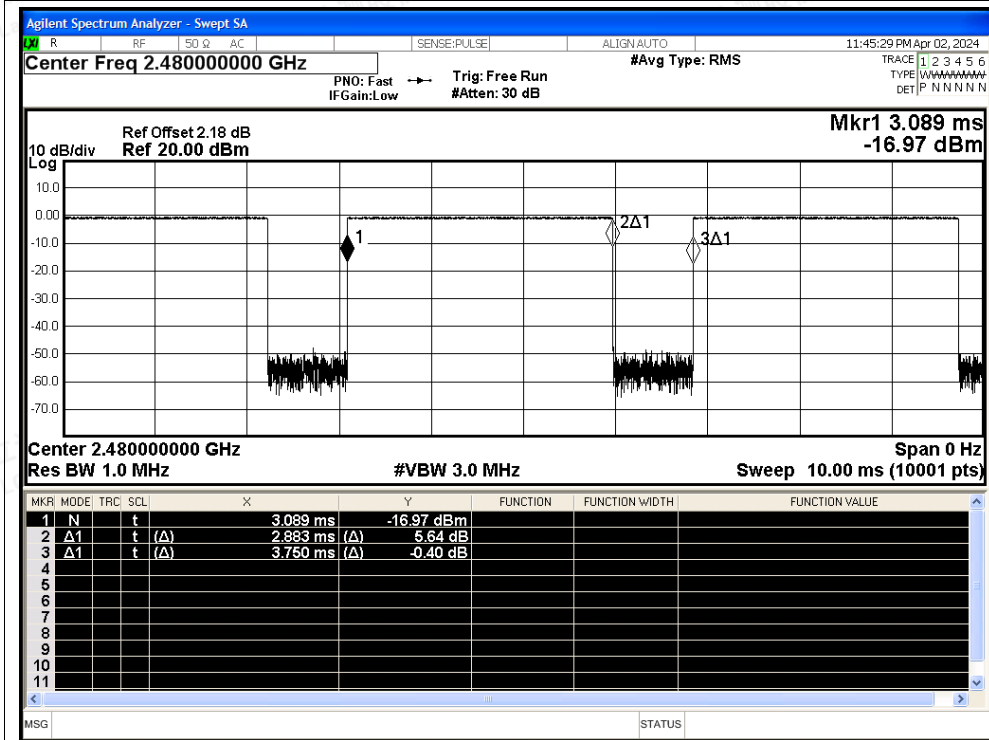 Agilent Spectrum Analyzer - Swept SA
LXI R RF 50 Ω AC SENSE:PULSE ALIGN AUTO 11:45:29 PM Apr 02, 2024
Center Freq 2.480000000 GHz #Avg Type: RMS TRACE 1 2 3 4 5 6
PNO: Fast Trig: Free Run TYPE
IFGain:Low #Atten: 30 dB DET P N N N N N
Mkr1 3.089 ms
Ref Offset 2.18 dB
10 dB/div Ref 20.00 dBm -16.97 dBm
Log
10.0
0.00
2Δ1
1
3Δ1
-10.0
-20.0
-30.0
-40.0
-50.0
-60.0
-70.0
Center 2.480000000 GHz Span 0 Hz
Res BW 1.0 MHz #VBW 3.0 MHz Sweep 10.00 ms (10001 pts)
MKR MODE TRC SCL X Y FUNCTION FUNCTION WIDTH FUNCTION VALUE
1 N t 3.089 ms -16.97 dBm
2 Δ1 t (Δ) 2.883 ms (Δ) 5.64 dB
3 Δ1 t (Δ) 3.750 ms (Δ) -0.40 dB
4
5
6
7
8
9
10
11
MSG STATUS